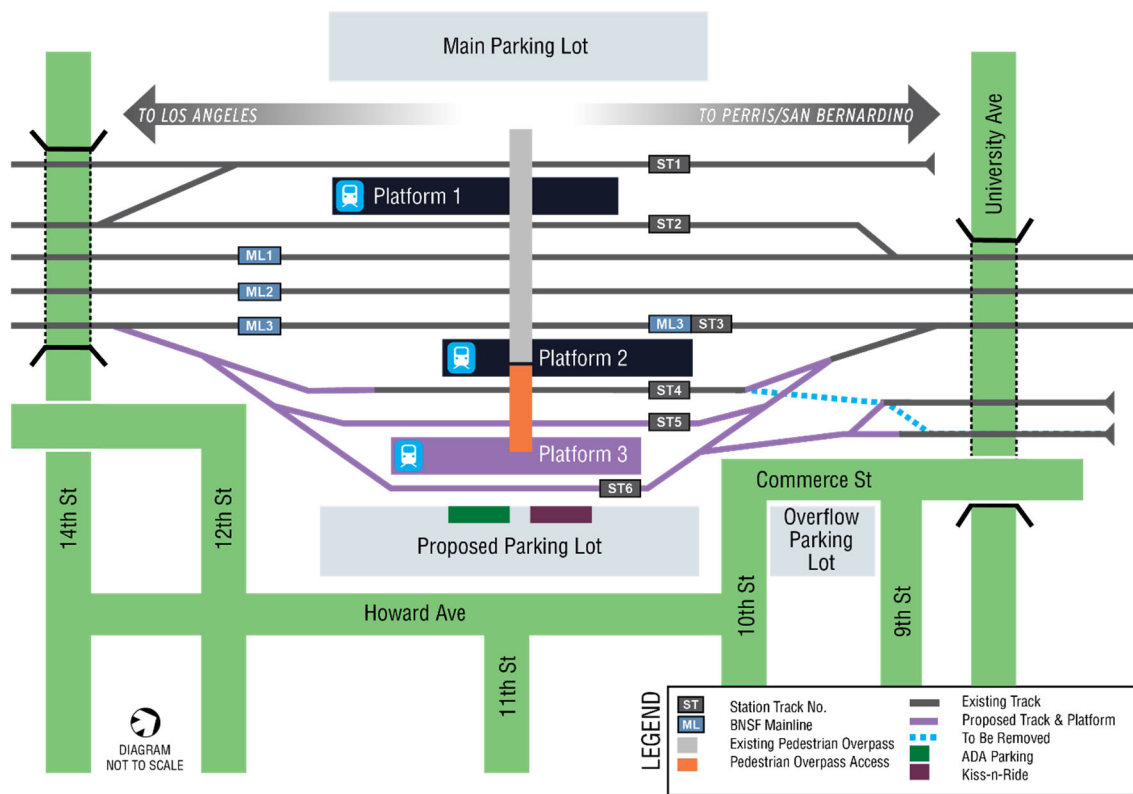 Main Parking Lot
TO LOS ANGELES
TO PERRIS/SAN BERNARDINO
University Ave
ST1
Platform 1
ST2
ML1
ML2
ML3
ML3 ST3
Platform 2
ST4
ST5
Platform 3
ST6
Commerce St
14th St
12th St
Proposed Parking Lot
Overflow
Parking
Lot
Howard Ave
10th St
9th St
11th St
DIAGRAM
NOT TO SCALE
LEGEND
ST Station Track No.
ML BNSF Mainline
Existing Pedestrian Overpass
Pedestrian Overpass Access
Existing Track
Proposed Track & Platform
To Be Removed
ADA Parking
Kiss-n-Ride